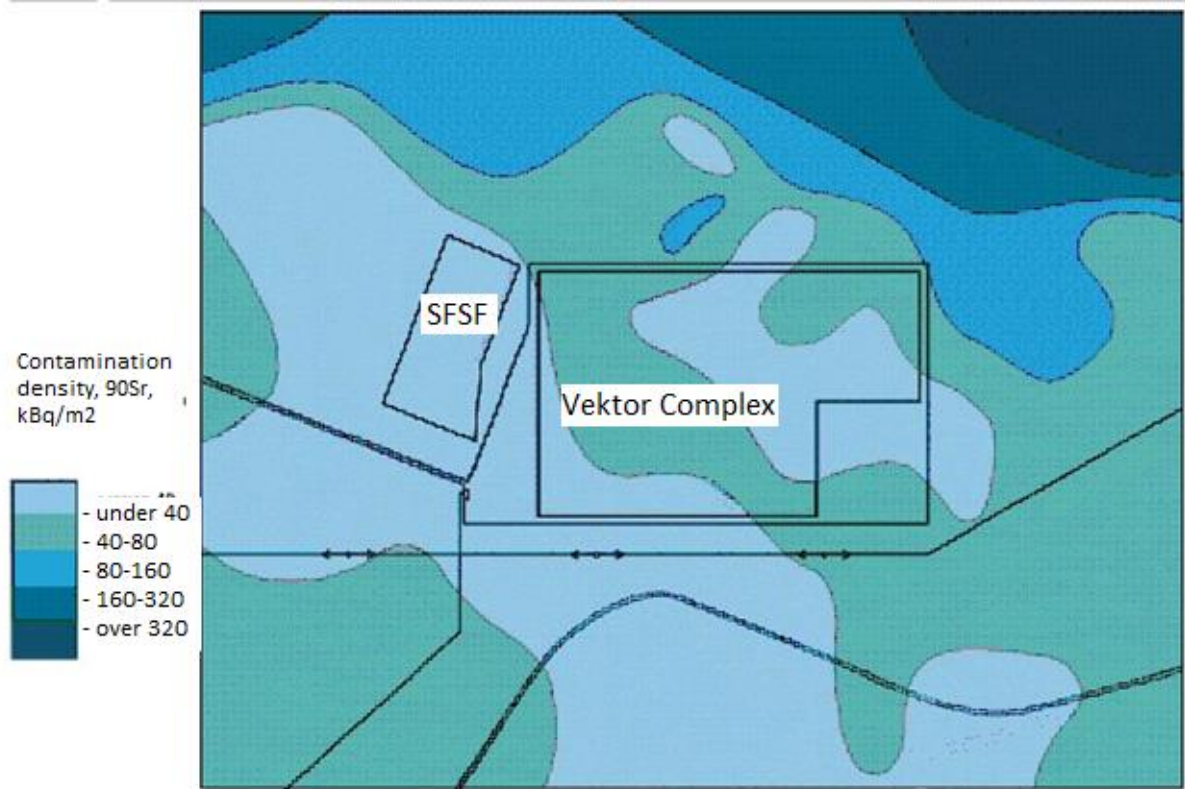 SFSF
Vektor Complex
Contamination
density, 90Sr,
kBq/m2
- under 40
- 40-80
- 80-160
- 160-320
- over 320